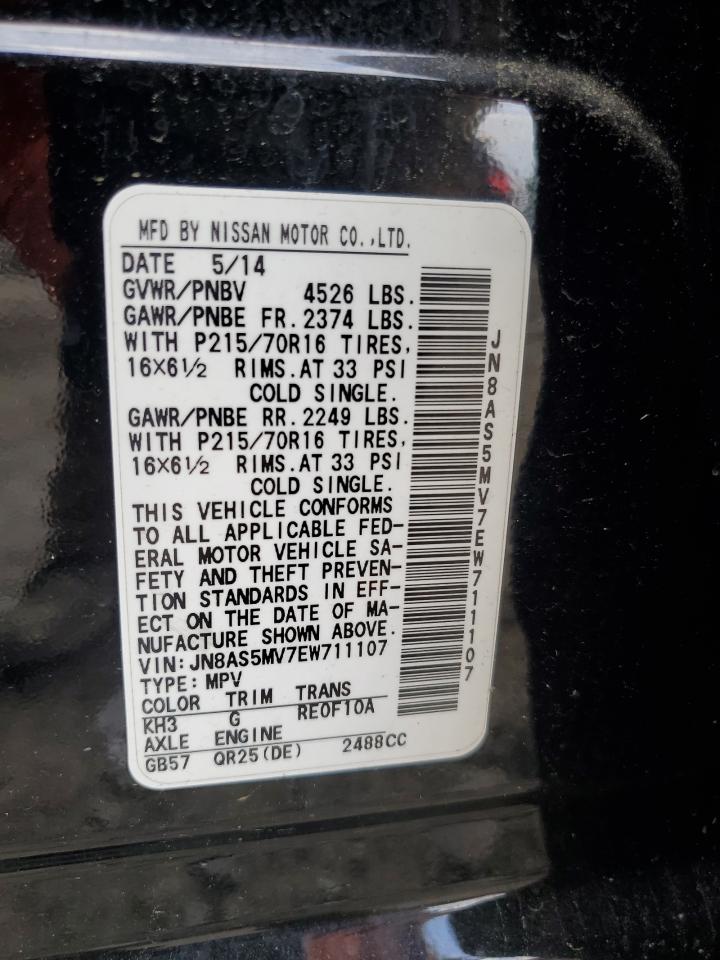 MFD BY NISSAN MOTOR CO.,LTD.
DATE 5/14
GVWR/PNBV 4526 LBS.
GAWR/PNBE FR. 2374 LBS.
WITH P215/70R16 TIRES,
16×6½ RIMS. AT 33 PSI
COLD SINGLE.
GAWR/PNBE RR. 2249 LBS.
WITH P215/70R16 TIRES,
16×6½ RIMS. AT 33 PSI
COLD SINGLE.
THIS VEHICLE CONFORMS
TO ALL APPLICABLE FED-
ERAL MOTOR VEHICLE SA-
FETY AND THEFT PREVEN-
TION STANDARDS IN EFF-
ECT ON THE DATE OF MA-
NUFACTURE SHOWN ABOVE.
VIN: JN8AS5MV7EW711107
TYPE: MPV
COLOR TRIM TRANS
KH3 G RE0F10A
AXLE ENGINE
GB57 QR25(DE) 2488CC
JN8AS5MV7EW711107